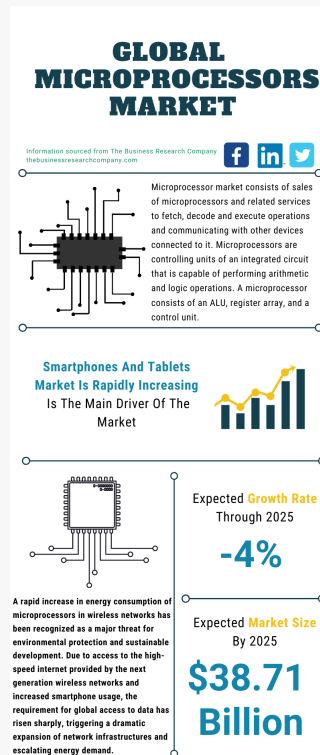 GLOBAL
MICROPROCESSORS
MARKET
Information sourced from The Business Research Company
thebusinessresearchcompany.com
Microprocessor market consists of sales
of microprocessors and related services
to fetch, decode and execute operations
and communicating with other devices
connected to it. Microprocessors are
controlling units of an integrated circuit
that is capable of performing arithmetic
and logic operations. A microprocessor
consists of an ALU, register array, and a
control unit.
Smartphones And Tablets
Market Is Rapidly Increasing
Is The Main Driver Of The
Market
Expected Growth Rate
Through 2025
-4%
A rapid increase in energy consumption of
microprocessors in wireless networks has
been recognized as a major threat for
environmental protection and sustainable
development. Due to access to the high-
speed internet provided by the next
generation wireless networks and
increased smartphone usage, the
requirement for global access to data has
risen sharply, triggering a dramatic
expansion of network infrastructures and
escalating energy demand.
Expected Market Size
By 2025
$38.71
Billion